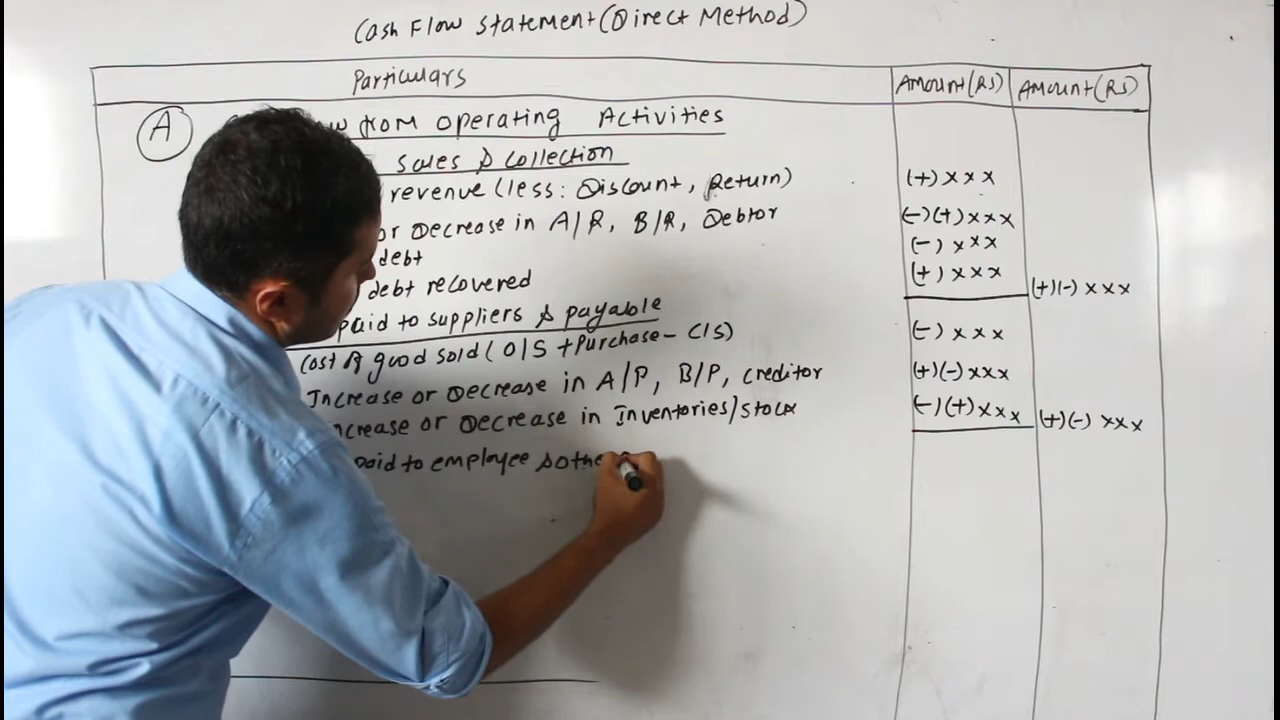 Cash Flow Statement (Direct Method)
Particulars Amount (RS) Amount (RS)
A from operating Activities
sales & collection
revenue (less: Discount, Return) (+) xxx
or Decrease in A/R, B/R, Debtor (-)(+) xxx
debt (-) xxx
debt recovered (+) xxx (+)(-) xxx
paid to suppliers & payable
Cost of good sold (O/S + Purchase - C/S) (-) xxx
Increase or Decrease in A/P, B/P, creditor (+)(-) xxx
ncrease or Decrease in Inventories/stock (-)(+) xxx (+)(-) xxx
paid to employee & othe